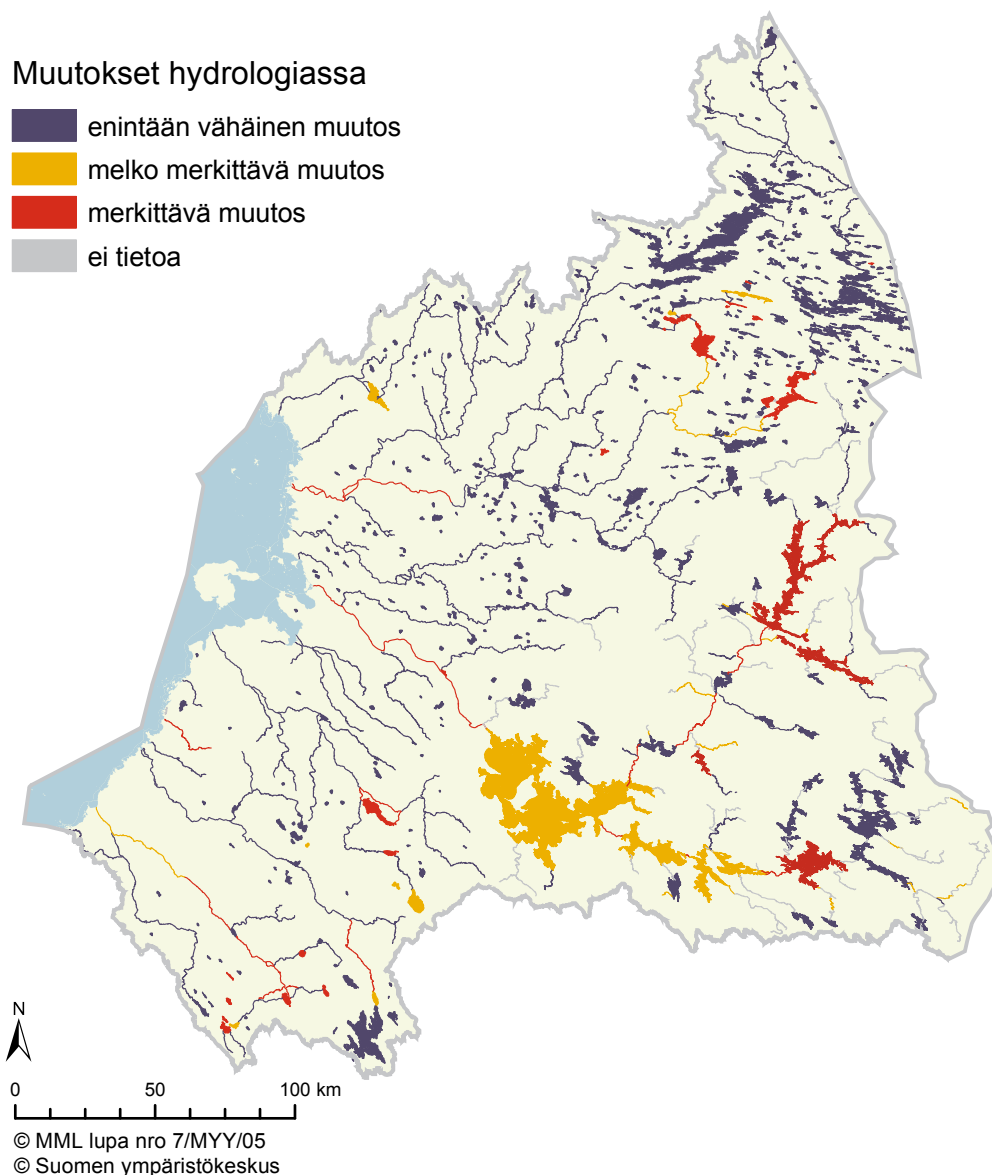 Muutokset hydrologiassa
enintään vähäinen muutos
melko merkittävä muutos
merkittävä muutos
ei tietoa
N
0 50 100 km
© MML lupa nro 7/MYY/05
© Suomen ympäristökeskus